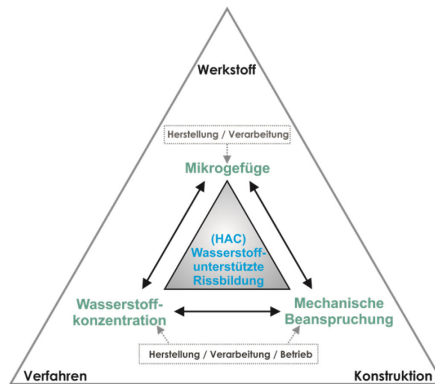 Werkstoff
Herstellung / Verarbeitung
Mikrogefüge
(HAC)
Wasserstoff-
unterstützte
Rissbildung
Wasserstoff-
konzentration
Mechanische
Beanspruchung
Herstellung / Verarbeitung / Betrieb
Verfahren
Konstruktion